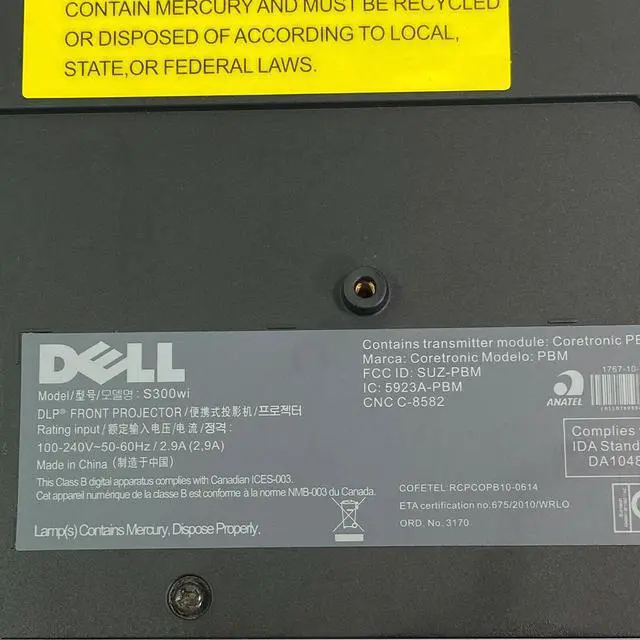 CONTAIN MERCURY AND MUST BE RECYCLED
OR DISPOSED OF ACCORDING TO LOCAL,
STATE,OR FEDERAL LAWS.
DELL
Model/型号/모델명 : S300wi
DLP® FRONT PROJECTOR/便携式投影机/프로젝터
Rating input/额定输入电压/电流/정격:
100-240V~50-60Hz / 2.9A (2,9A)
Made in China (制造于中国)
This Class B digital apparatus complies with Canadian ICES-003.
Cet appareil numérique de la classe B est conforme à la norme NMB-003 du Canada.
Lamp(s) Contains Mercury, Dispose Properly.
Contains transmitter module: Coretronic PB
Marca: Coretronic Modelo: PBM
FCC ID: SUZ-PBM
IC: 5923A-PBM
CNC C-8582
ANATEL
1767-10-
Complies
IDA Stand
DA1048
COFETEL: RCPCOPB10-0614
ETA certification no:675/2010/WRLO
ORD. No. 3170